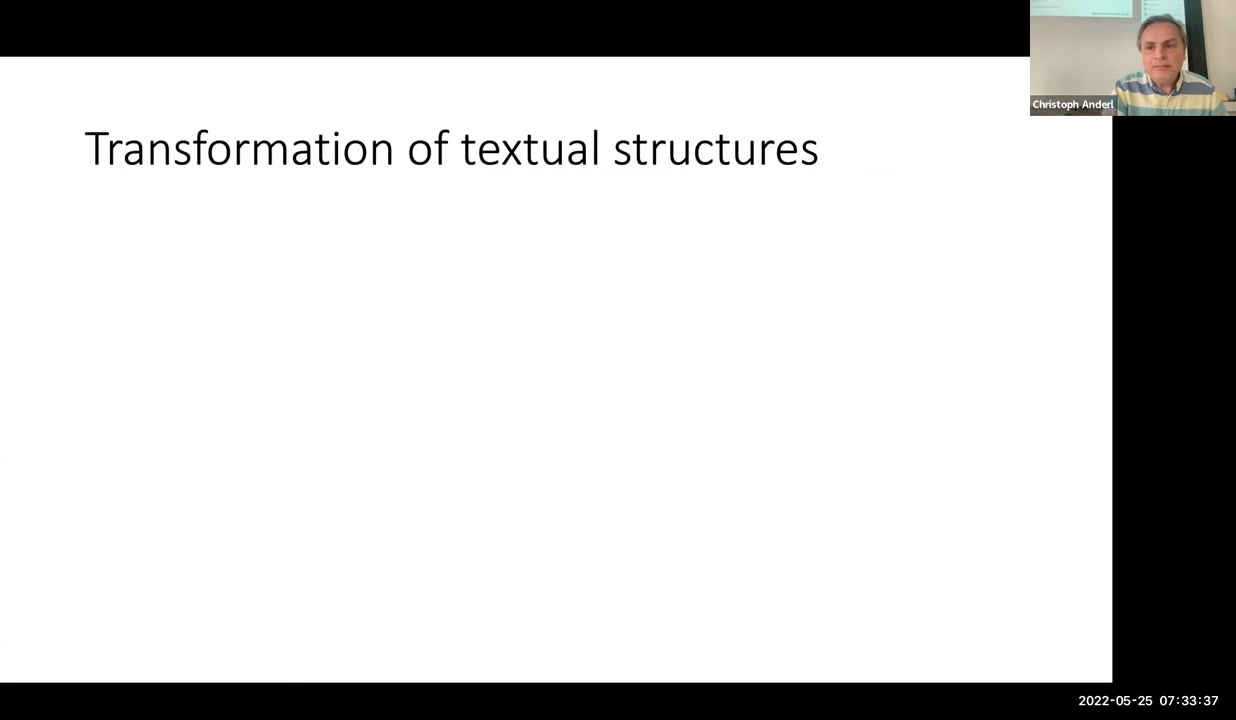 Christoph Anderl
Transformation of textual structures
2022-05-25 07:33:37